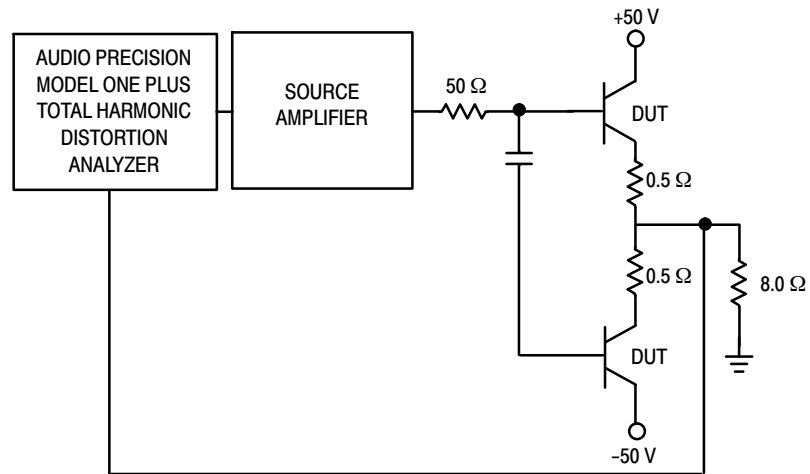 AUDIO PRECISION
MODEL ONE PLUS
TOTAL HARMONIC
DISTORTION
ANALYZER
SOURCE
AMPLIFIER
50 Ω
+50 V
DUT
0.5 Ω
0.5 Ω
8.0 Ω
DUT
–50 V